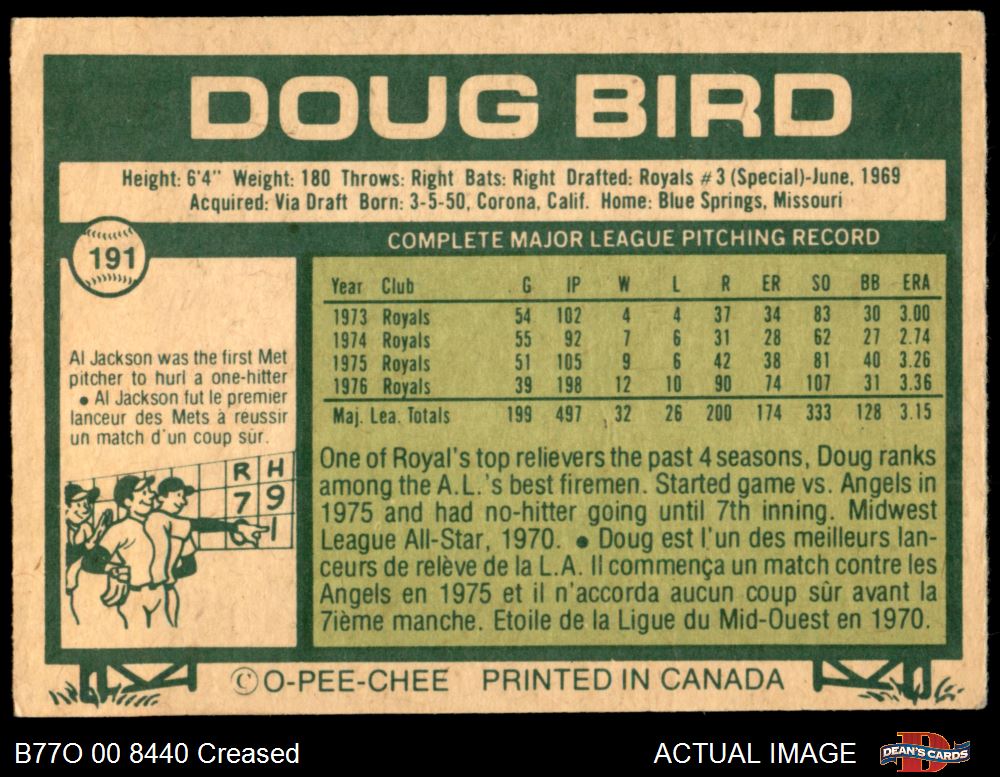 DOUG BIRD
Height: 6'4" Weight: 180 Throws: Right Bats: Right Drafted: Royals #3 (Special)-June, 1969
Acquired: Via Draft Born: 3-5-50, Corona, Calif. Home: Blue Springs, Missouri
191
COMPLETE MAJOR LEAGUE PITCHING RECORD
Year Club G IP W L R ER SO BB ERA
1973 Royals 54 102 4 4 37 34 83 30 3.00
1974 Royals 55 92 7 6 31 28 62 27 2.74
1975 Royals 51 105 9 6 42 38 81 40 3.26
1976 Royals 39 198 12 10 90 74 107 31 3.36
Maj. Lea. Totals 199 497 32 26 200 174 333 128 3.15
Al Jackson was the first Met
pitcher to hurl a one-hitter
● Al Jackson fut le premier
lanceur des Mets à reussir
un match d'un coup sûr.
R H
7 9
0 1
One of Royal's top relievers the past 4 seasons, Doug ranks
among the A.L.'s best firemen. Started game vs. Angels in
1975 and had no-hitter going until 7th inning. Midwest
League All-Star, 1970. ● Doug est l'un des meilleurs lan-
ceurs de relève de la L.A. Il commença un match contre les
Angels en 1975 et il n'accorda aucun coup sûr avant la
7ième manche. Etoile de la Ligue du Mid-Ouest en 1970.
© O-PEE-CHEE PRINTED IN CANADA
B77O 00 8440 Creased
ACTUAL IMAGE
DEAN'S CARDS